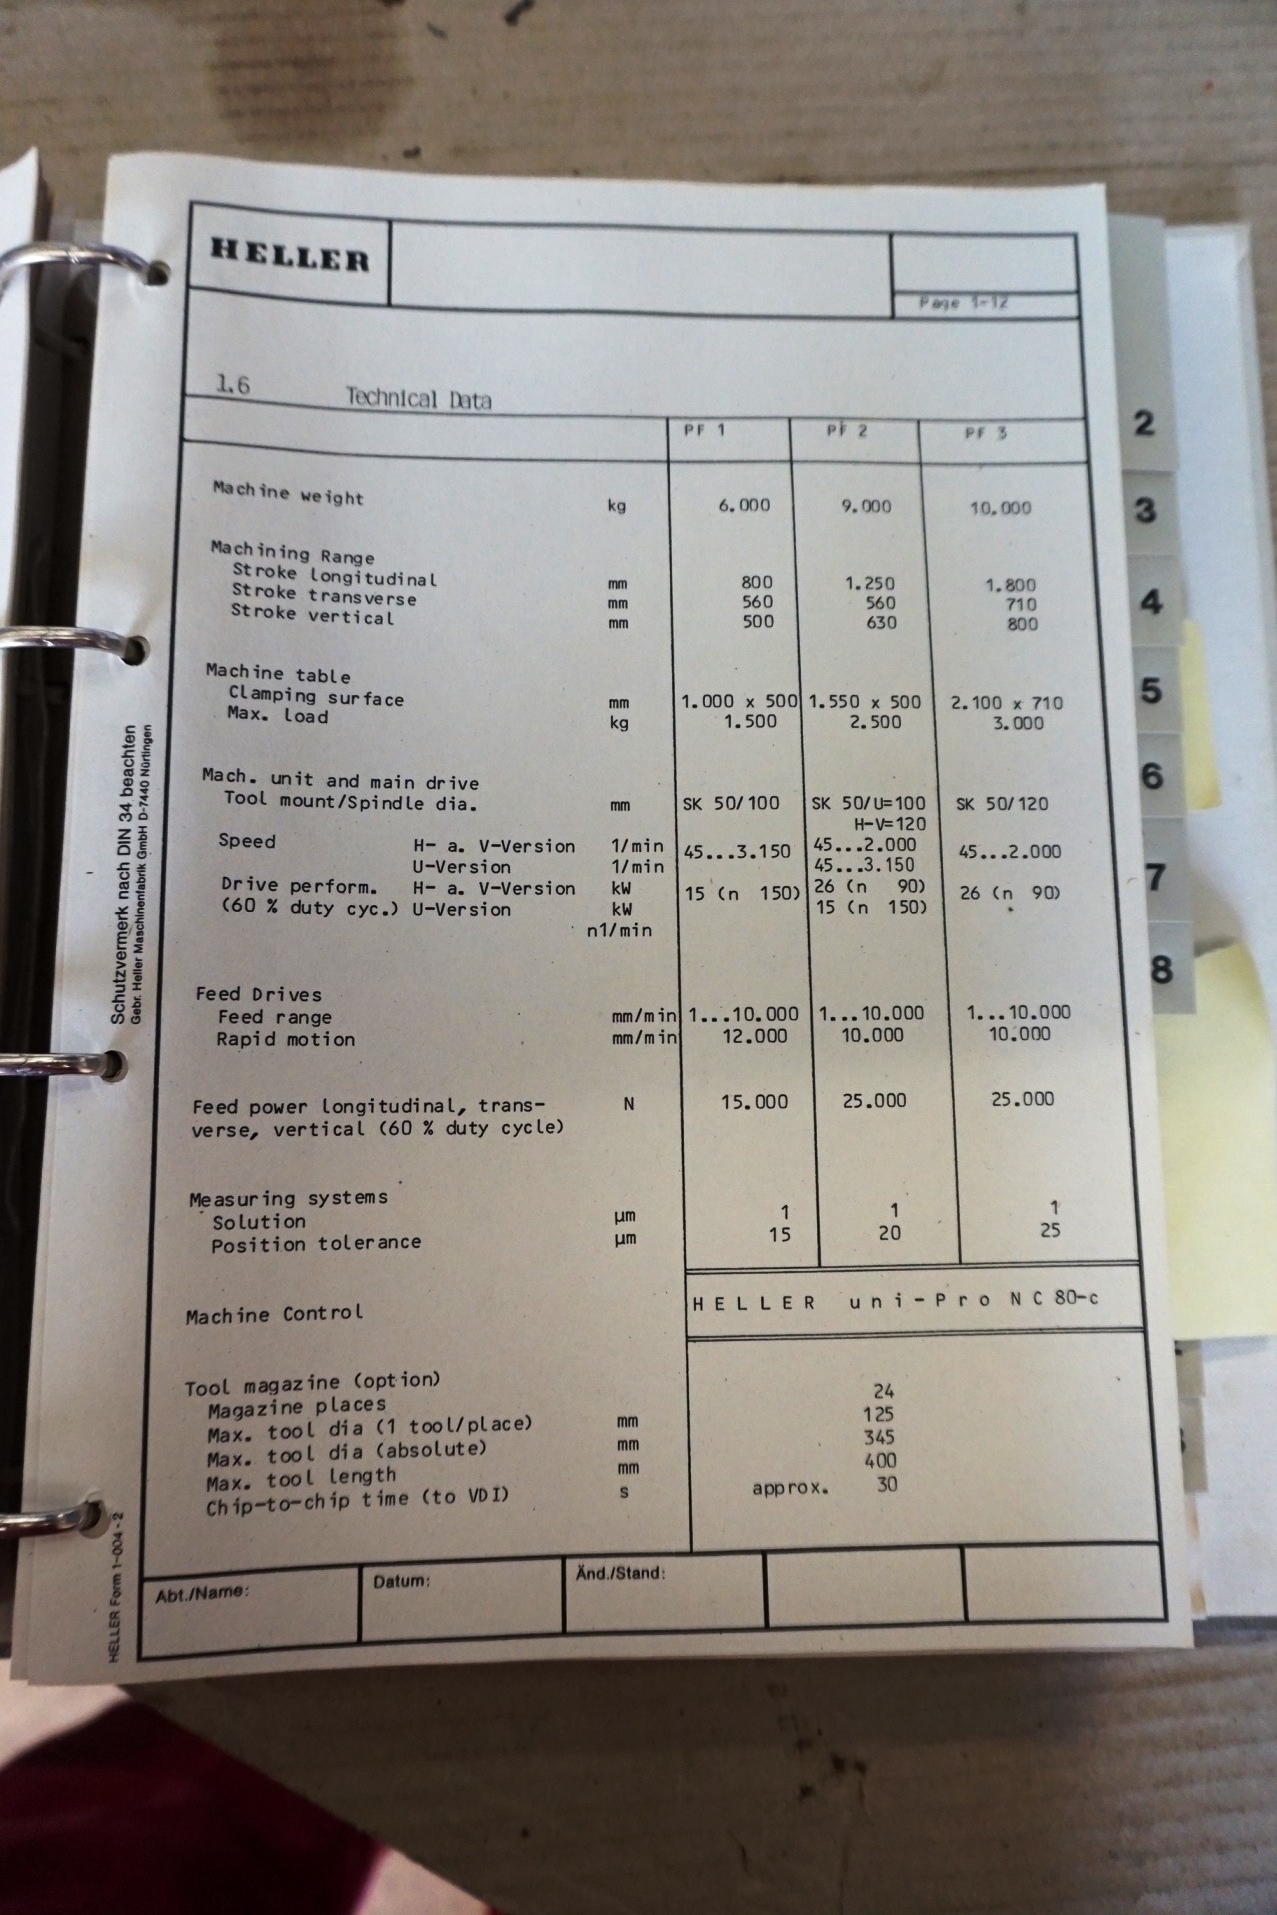 HELLER
Page 1-12
1.6 Technical Data
PF 1 PF 2 PF 3
Machine weight kg 6.000 9.000 10.000
Machining Range
Stroke longitudinal mm 800 1.250 1.800
Stroke transverse mm 560 560 710
Stroke vertical mm 500 630 800
Machine table
Clamping surface mm 1.000 x 500 1.550 x 500 2.100 x 710
Max. load kg 1.500 2.500 3.000
Mach. unit and main drive
Tool mount/Spindle dia. mm SK 50/100 SK 50/U=100 SK 50/120
H-V=120
Speed H- a. V-Version 1/min 45...3.150 45...2.000 45...2.000
U-Version 1/min 45...3.150
Drive perform. H- a. V-Version kW 15 (n 150) 26 (n 90) 26 (n 90)
(60 % duty cyc.) U-Version kW 15 (n 150)
n1/min
Feed Drives
Feed range mm/min 1...10.000 1...10.000 1...10.000
Rapid motion mm/min 12.000 10.000 10.000
Feed power longitudinal, trans- N 15.000 25.000 25.000
verse, vertical (60 % duty cycle)
Measuring systems
Solution µm 1 1 1
Position tolerance µm 15 20 25
Machine Control HELLER uni-Pro NC 80-c
Tool magazine (option)
Magazine places 24
Max. tool dia (1 tool/place) mm 125
Max. tool dia (absolute) mm 345
Max. tool length mm 400
Chip-to-chip time (to VDI) s approx. 30
Abt./Name: Datum: Änd./Stand:
Schutzvermerk nach DIN 34 beachten
Gebr. Heller Maschinenfabrik GmbH D-7440 Nürtingen
HELLER Form 1-004-2
2
3
4
5
6
7
8